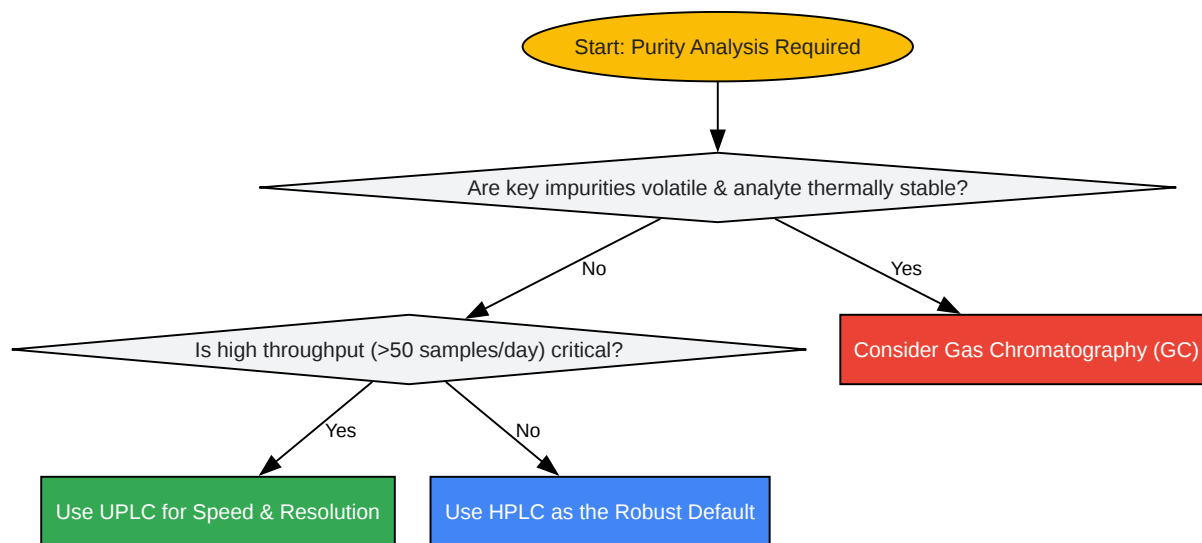 Start: Purity Analysis Required
Are key impurities volatile & analyte thermally stable?
No
Yes
Is high throughput (>50 samples/day) critical?
Consider Gas Chromatography (GC)
Yes
No
Use UPLC for Speed & Resolution
Use HPLC as the Robust Default